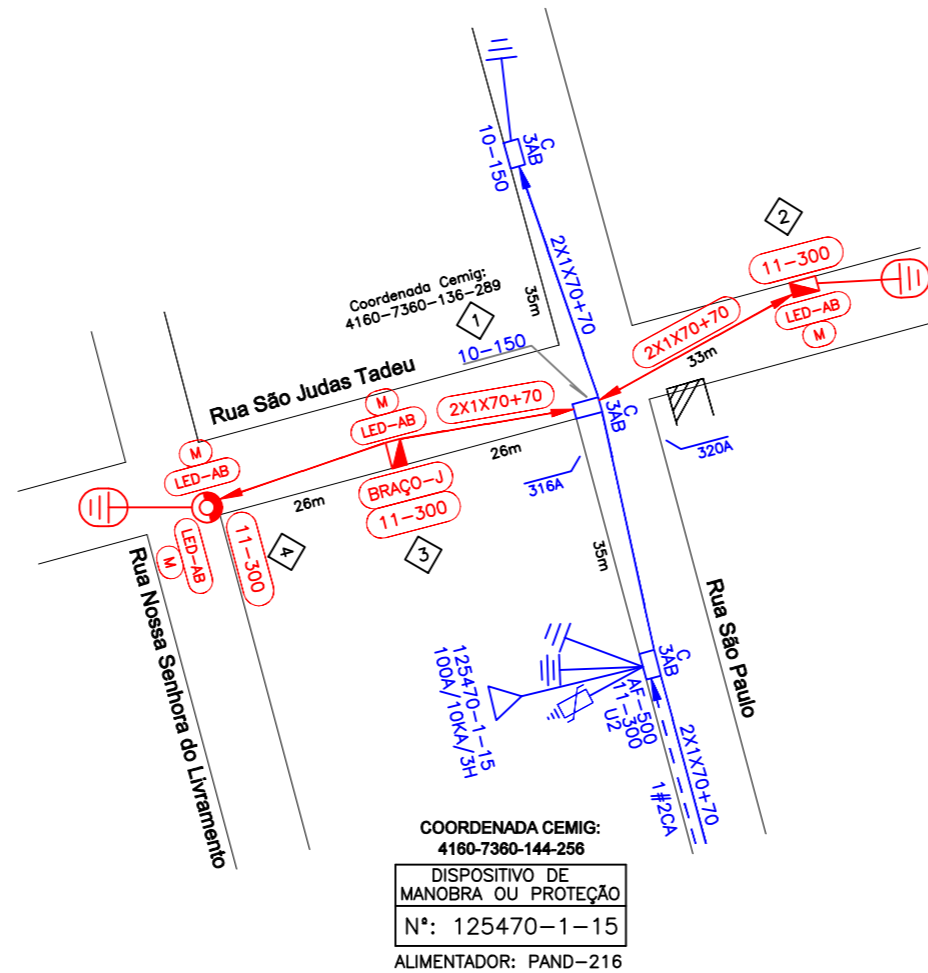 C
3AB
10-150
2X1X70+70
35m
2
11-300
LED-AB
M
2X1X70+70
33m
Coordenada Cemig:
4160-7360-136-289
1
10-150
C
3AB
320A
316A
Rua São Judas Tadeu
M
LED-AB
2X1X70+70
26m
BRAÇO-J
11-300
3
26m
M
LED-AB
LED-AB
M
11-300
4
Rua Nossa Senhora do Livramento
35m
Rua São Paulo
C
3AB
AF-500
11-300
U2
125470-1-15
100A/10KA/3H
2X1X70+70
1#2CA
COORDENADA CEMIG:
4160-7360-144-256
DISPOSITIVO DE
MANOBRA OU PROTEÇÃO
Nº: 125470-1-15
ALIMENTADOR: PAND-216